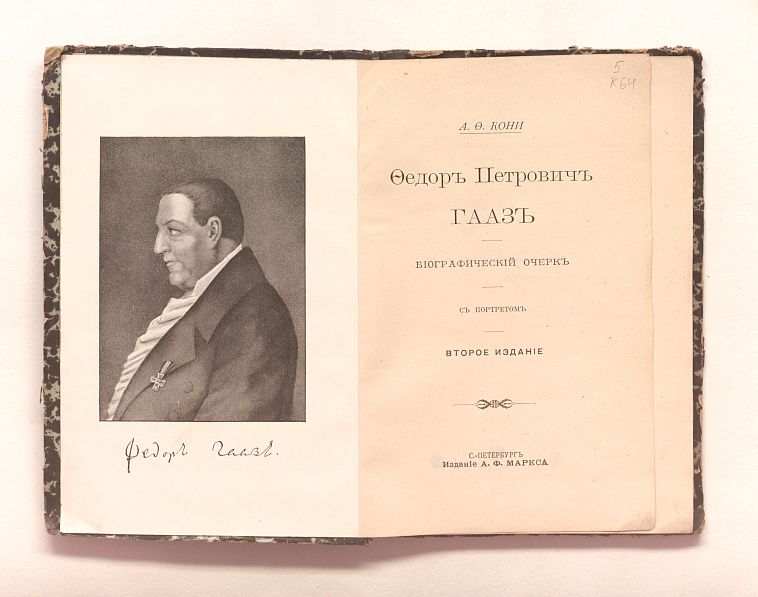 Федоръ Гаазъ.
5
К64
А. Ѳ. КОНИ
Ѳедоръ Петровичъ
ГААЗЪ
БІОГРАФИЧЕСКІЙ ОЧЕРКЪ
СЪ ПОРТРЕТОМЪ
ВТОРОЕ ИЗДАНІЕ
С.-ПЕТЕРБУРГЪ
Изданіе А. Ф. МАРКСА